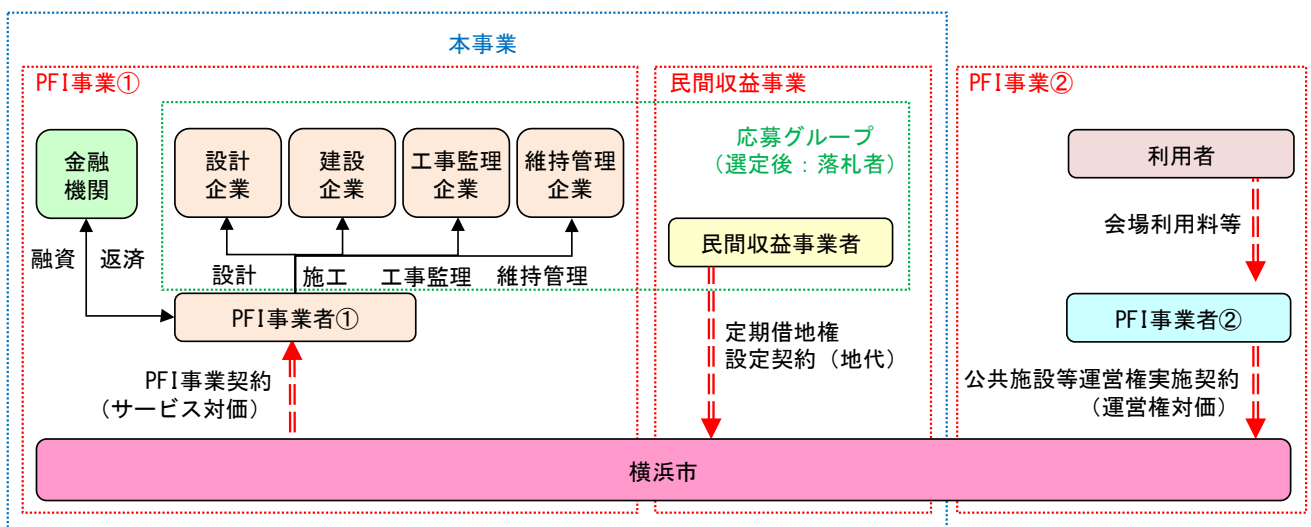 本事業
PFI事業①
民間収益事業
PFI事業②
金融
機関
設計
企業
建設
企業
工事監理
企業
維持管理
企業
応募グループ
(選定後:落札者)
利用者
民間収益事業者
会場利用料等
融資 返済
設計 施工 工事監理 維持管理
PFI事業者①
PFI事業者②
定期借地権
設定契約(地代)
PFI事業契約
(サービス対価)
公共施設等運営権実施契約
(運営権対価)
横浜市